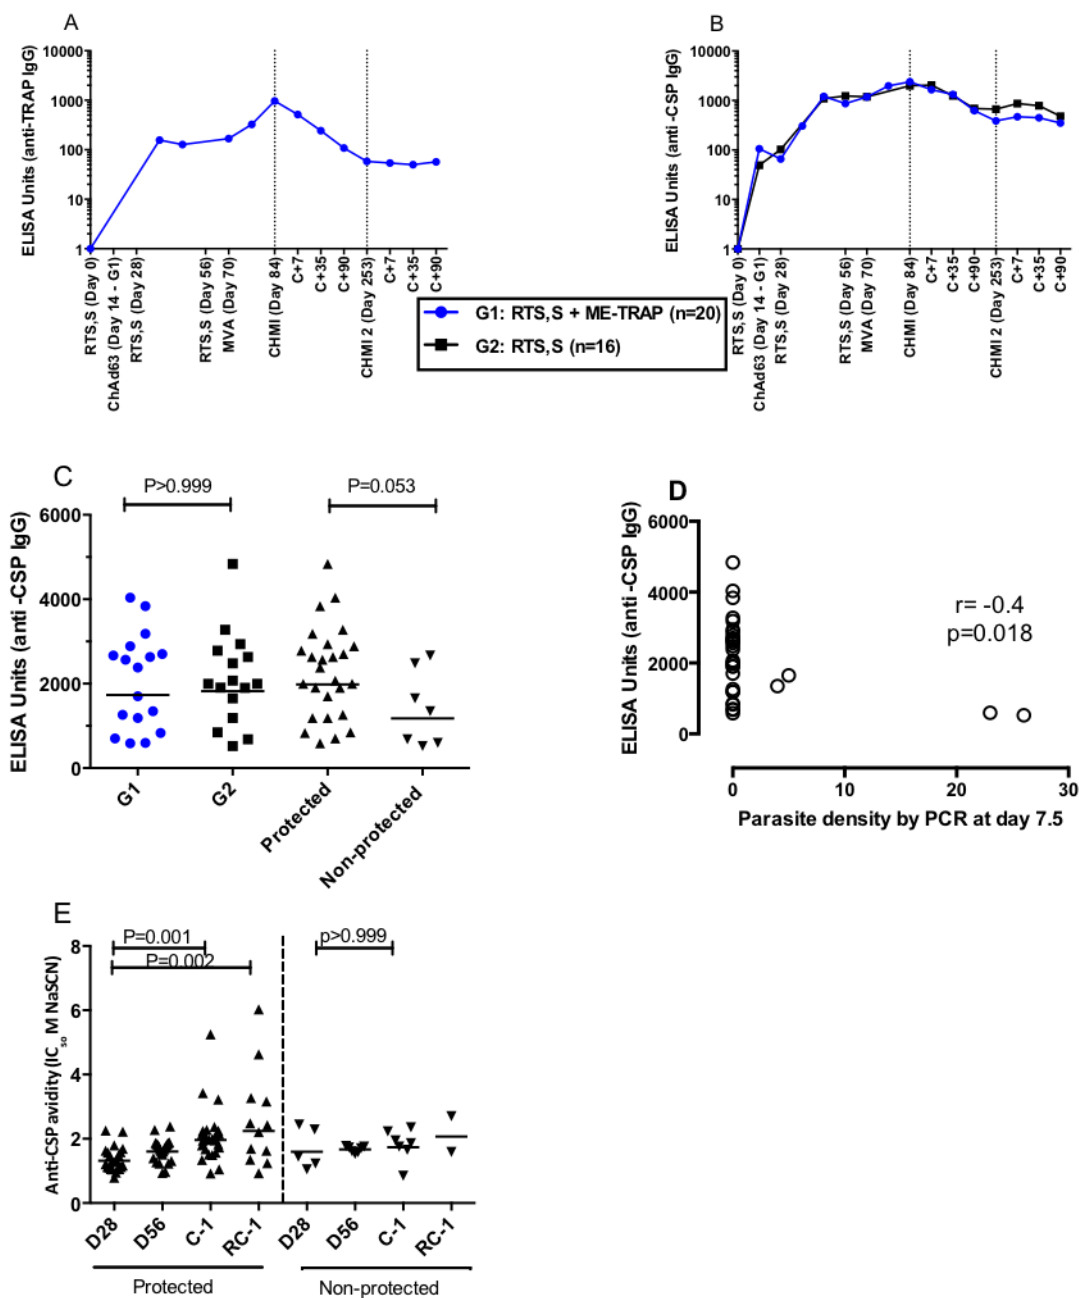 A
ELISA Units (anti-TRAP IgG)
10000
1000
100
10
1
RTS,S (Day 0)
ChAd63 (Day 14 - G1)
RTS,S (Day 28)
RTS,S (Day 56)
MVA (Day 70)
CHMI (Day 84)
C+7
C+35
C+90
CHMI 2 (Day 253)
C+7
C+35
C+90
B
ELISA Units (anti -CSP IgG)
10000
1000
100
10
1
RTS,S (Day 0)
ChAd63 (Day 14 - G1)
RTS,S (Day 28)
RTS,S (Day 56)
MVA (Day 70)
CHMI (Day 84)
C+7
C+35
C+90
CHMI 2 (Day 253)
C+7
C+35
C+90
G1: RTS,S + ME-TRAP (n=20)
G2: RTS,S (n=16)
C
P>0.999
P=0.053
ELISA Units (anti -CSP IgG)
6000
4000
2000
0
G1
G2
Protected
Non-protected
D
ELISA Units (anti -CSP IgG)
6000
4000
2000
0
r= -0.4
p=0.018
0
10
20
30
Parasite density by PCR at day 7.5
E
P=0.001
P=0.002
p>0.999
Anti-CSP avidity (IC50 M NaSCN)
8
6
4
2
0
D28
D56
C-1
RC-1
D28
D56
C-1
RC-1
Protected
Non-protected